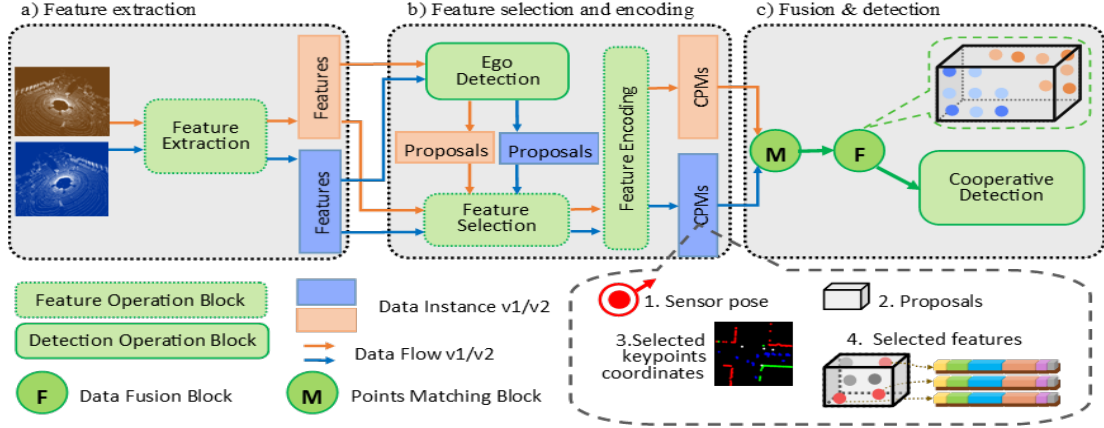 a) Feature extraction
b) Feature selection and encoding
c) Fusion & detection
Feature
Extraction
Features
Features
Ego
Detection
Proposals
Proposals
Feature
Selection
Feature Encoding
CPMs
CPMs
M
F
Cooperative
Detection
Feature Operation Block
Detection Operation Block
F
Data Fusion Block
Data Instance v1/v2
Data Flow v1/v2
M
Points Matching Block
1. Sensor pose
2. Proposals
3.Selected
keypoints
coordinates
4. Selected features